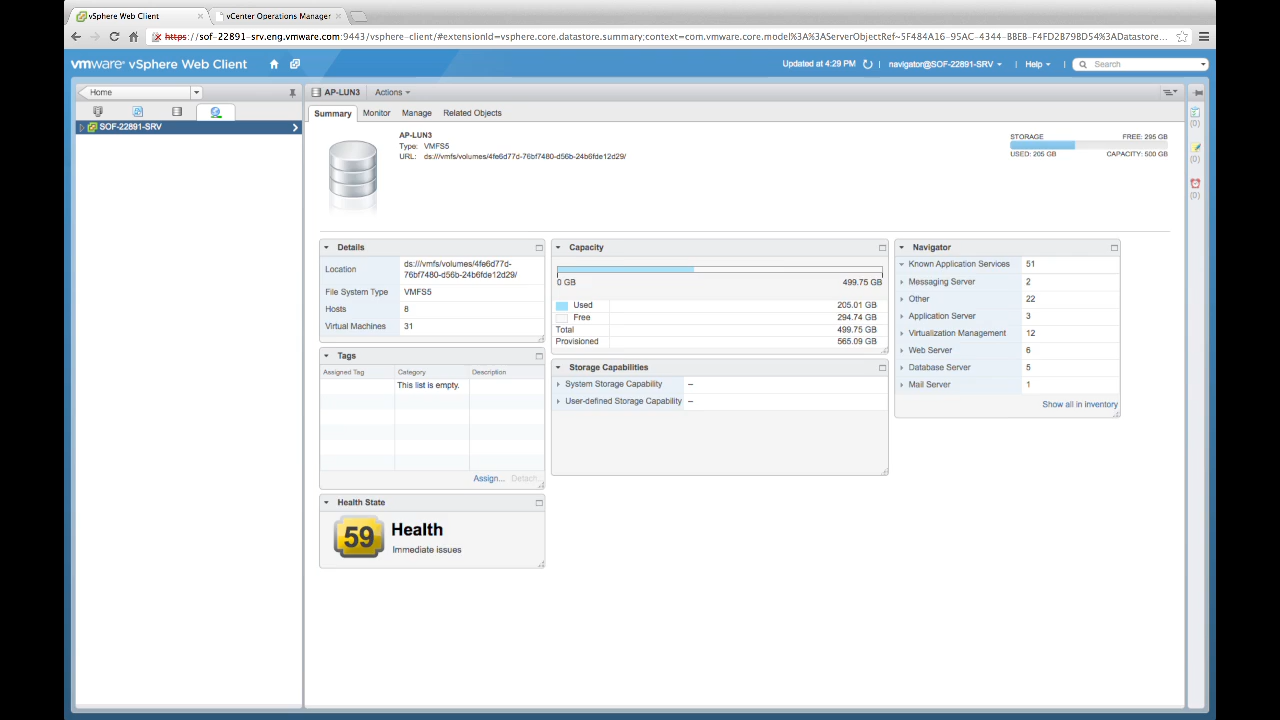 vSphere Web Client
vCenter Operations Manager
https://sof-22891-srv.eng.vmware.com:9443/vsphere-client/#extensionId=vsphere.core.datastore.summary;context=com.vmware.core.model%3A%3AServerObjectRef~5F484A16-95AC-4344-BBEB-F4FD2B79BD54%3ADatastore...
vmware® vSphere Web Client
Updated at 4:29 PM
navigator@SOF-22891-SRV
Help
Search
Home
SOF-22891-SRV
AP-LUN3
Actions
Summary
Monitor
Manage
Related Objects
AP-LUN3
Type: VMFS5
URL: ds:///vmfs/volumes/4fe6d77d-76bf7480-d56b-24b6fde12d29/
STORAGE
FREE: 295 GB
USED: 205 GB
CAPACITY: 500 GB
(0)
(0)
(0)
Details
Location
ds:///vmfs/volumes/4fe6d77d-
76bf7480-d56b-24b6fde12d29/
File System Type
VMFS5
Hosts
8
Virtual Machines
31
Tags
Assigned Tag
Category
Description
This list is empty.
Assign...
Detach...
Health State
59
Health
Immediate issues
Capacity
0 GB
499.75 GB
Used
205.01 GB
Free
294.74 GB
Total
499.75 GB
Provisioned
565.09 GB
Storage Capabilities
System Storage Capability
--
User-defined Storage Capability
--
Navigator
Known Application Services
51
Messaging Server
2
Other
22
Application Server
3
Virtualization Management
12
Web Server
6
Database Server
5
Mail Server
1
Show all in inventory